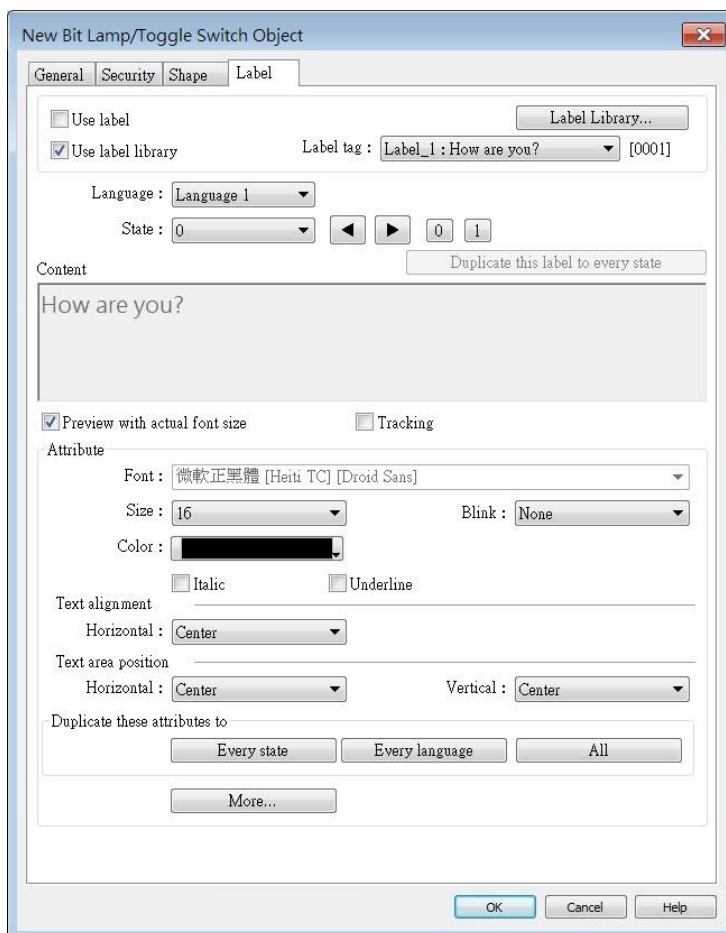 New Bit Lamp/Toggle Switch Object
General Security Shape Label
Use label Label Library...
Use label library Label tag : Label_1 : How are you? [0001]
Language : Language 1
State : 0 0 1
Duplicate this label to every state
Content
How are you?
Preview with actual font size Tracking
Attribute
Font : 微軟正黑體 [Heiti TC] [Droid Sans]
Size : 16 Blink : None
Color :
Italic Underline
Text alignment
Horizontal : Center
Text area position
Horizontal : Center Vertical : Center
Duplicate these attributes to
Every state Every language All
More...
OK Cancel Help